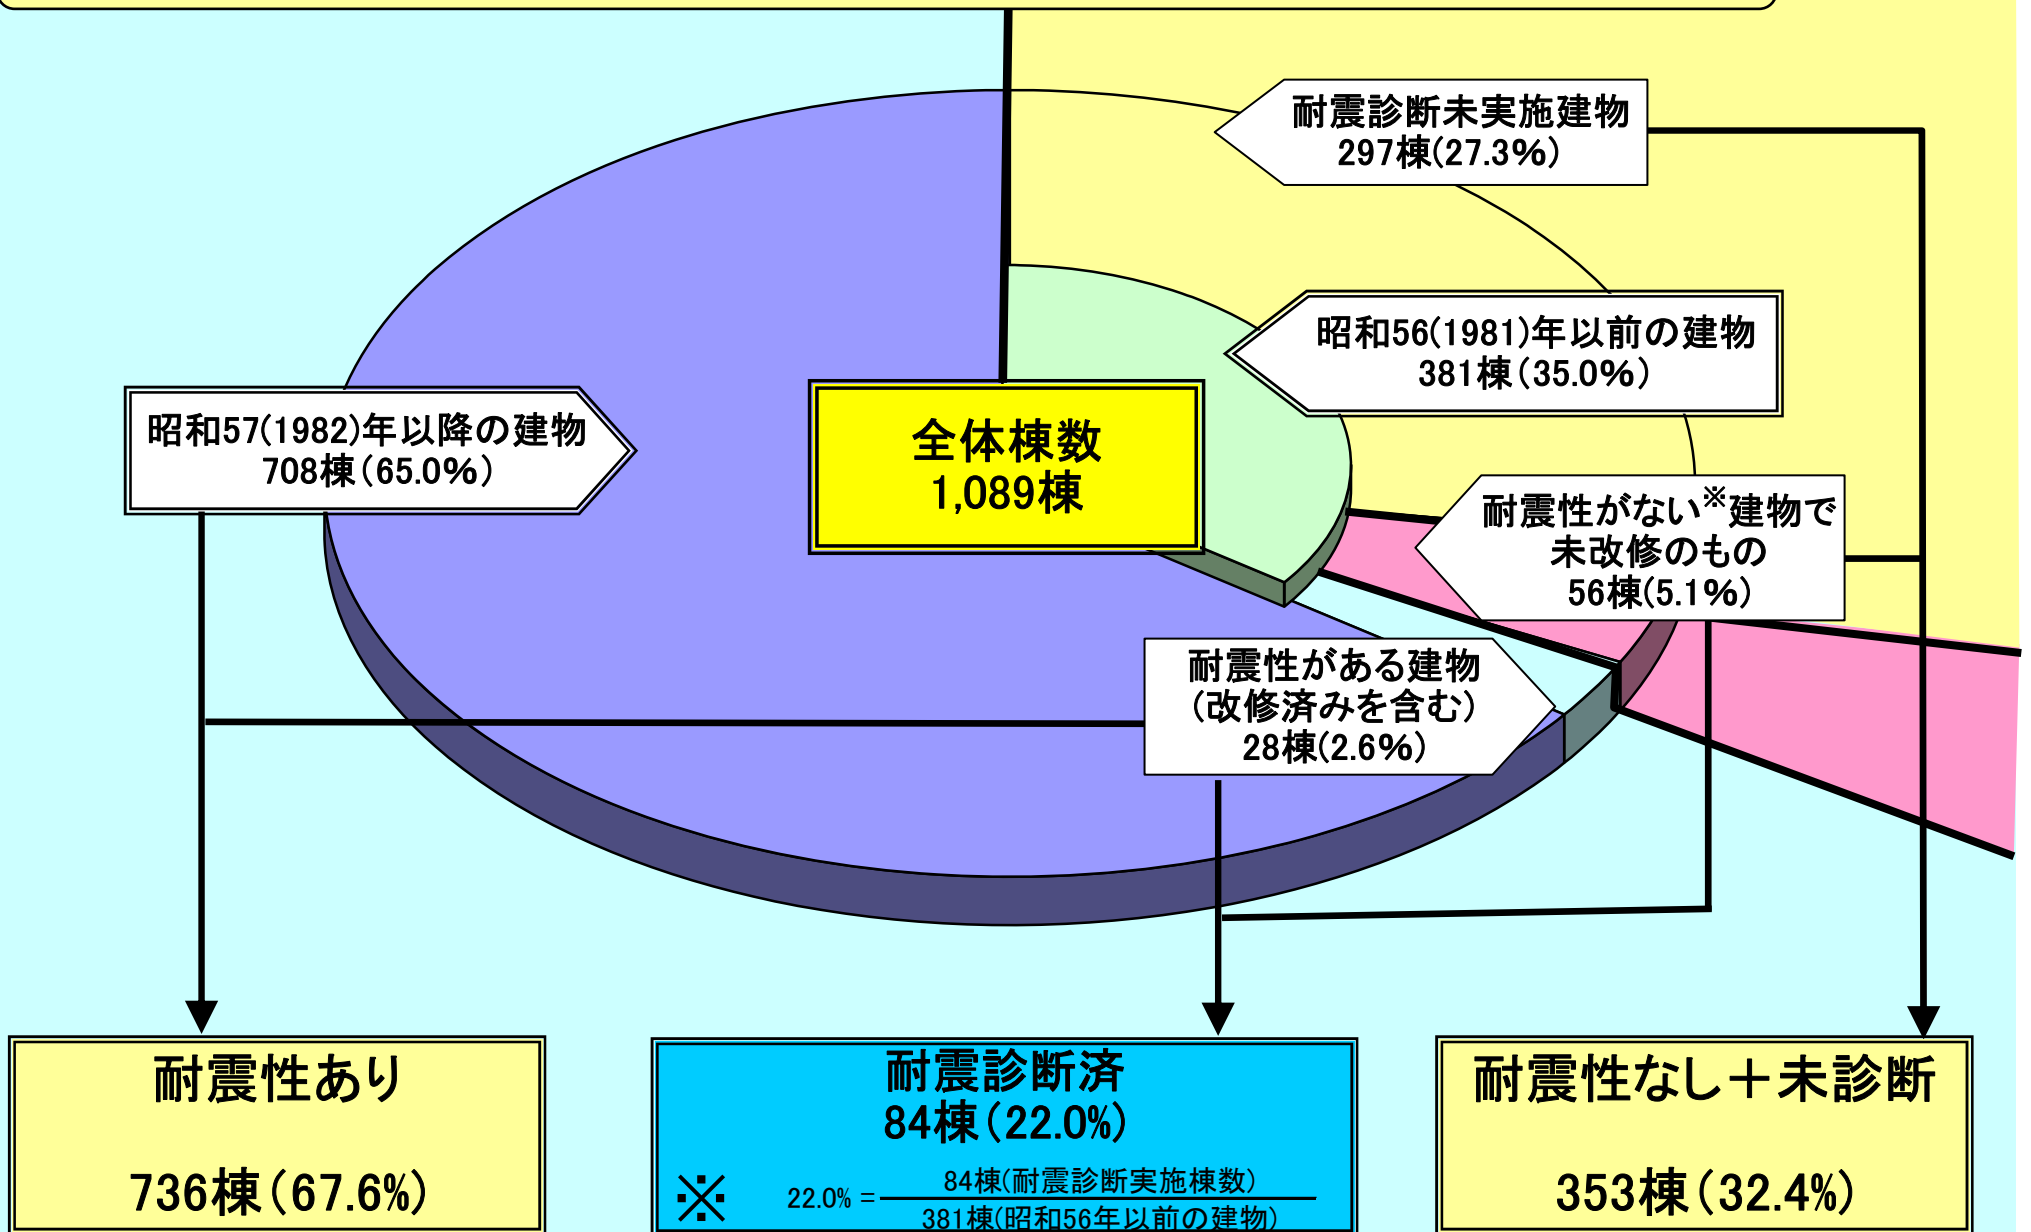 耐震診断未実施建物
297棟(27.3%)
昭和56(1981)年以前の建物
381棟(35.0%)
昭和57(1982)年以降の建物
708棟(65.0%)
全体棟数
1,089棟
耐震性がない※建物で
未改修のもの
56棟(5.1%)
耐震性がある建物
(改修済みを含む)
28棟(2.6%)
耐震性あり
736棟(67.6%)
耐震診断済
84棟(22.0%)
※ 22.0% =
84棟(耐震診断実施棟数)
381棟(昭和56年以前の建物)
耐震性なし+未診断
353棟(32.4%)